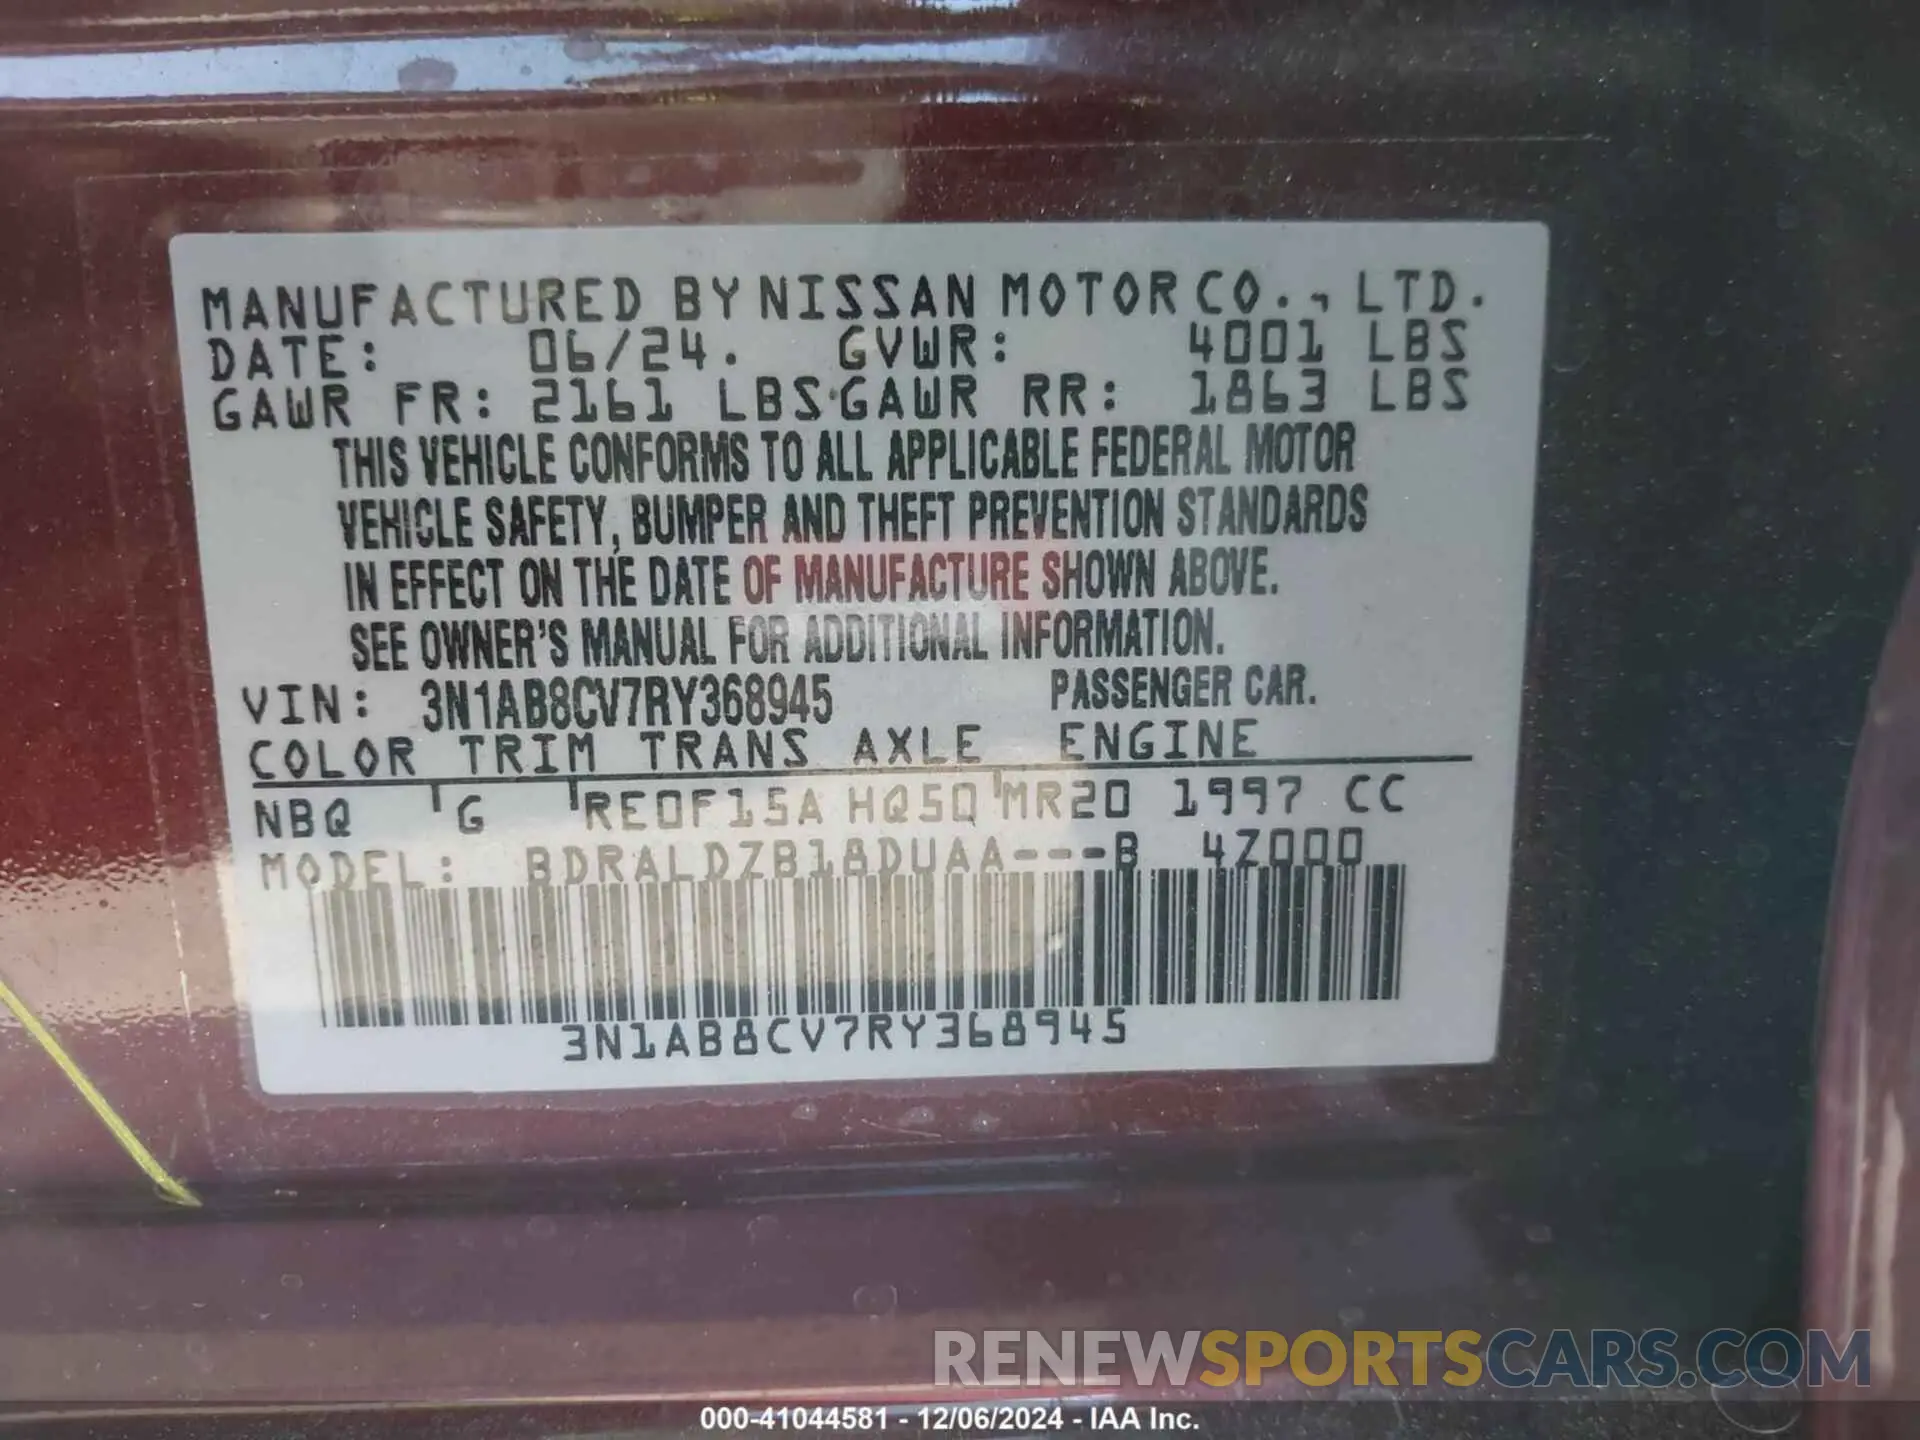 MANUFACTURED BY NISSAN MOTOR CO., LTD.
DATE: 06/24. GVWR: 4001 LBS
GAWR FR: 2161 LBS GAWR RR: 1863 LBS
THIS VEHICLE CONFORMS TO ALL APPLICABLE FEDERAL MOTOR
VEHICLE SAFETY, BUMPER AND THEFT PREVENTION STANDARDS
IN EFFECT ON THE DATE OF MANUFACTURE SHOWN ABOVE.
SEE OWNER'S MANUAL FOR ADDITIONAL INFORMATION.
VIN: 3N1AB8CV7RY368945 PASSENGER CAR.
COLOR TRIM TRANS AXLE ENGINE
NBQ G RE0F15A HQ50 MR20 1997 CC
MODEL: BDRALDZB18DUAA---B 4Z000
3N1AB8CV7RY368945
RENEWSPORTSCARS.COM
000-41044581 - 12/06/2024 - IAA Inc.